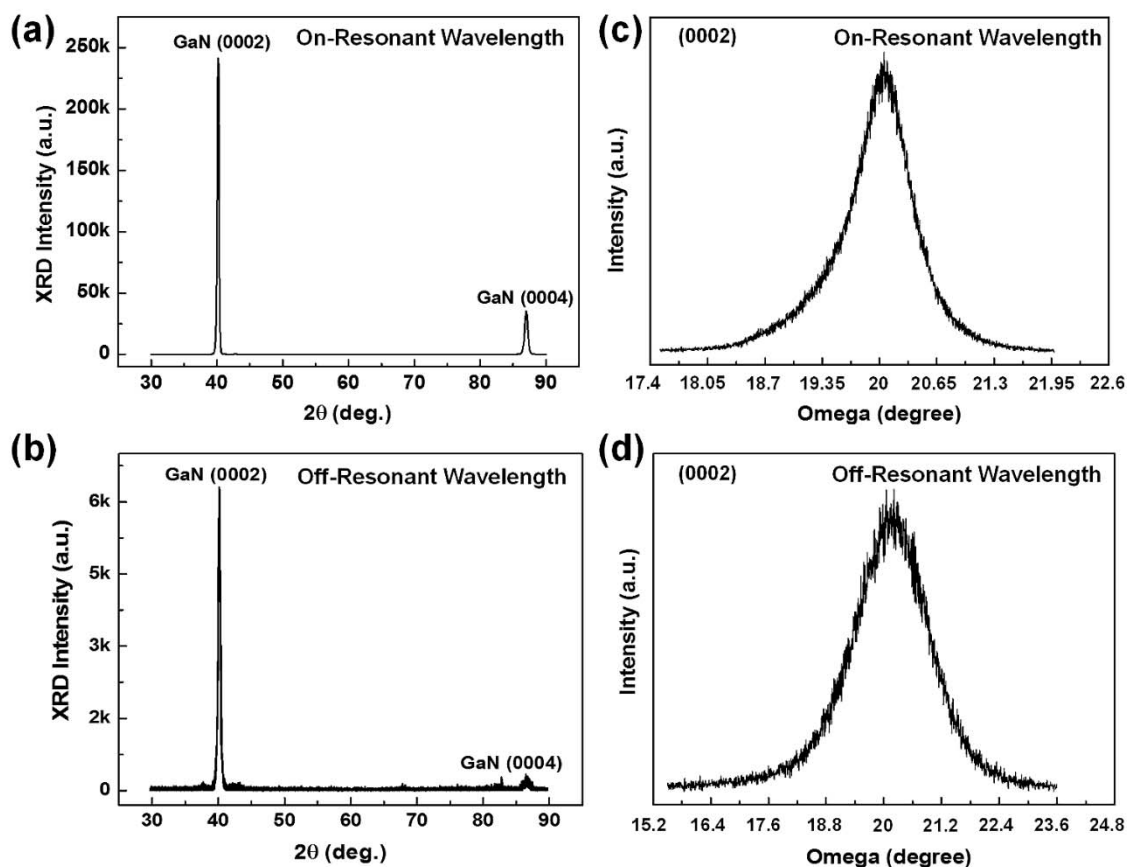 (a)
GaN (0002)
On-Resonant Wavelength
250k
200k
150k
100k
50k
0
XRD Intensity (a.u.)
GaN (0004)
30 40 50 60 70 80 90
2θ (deg.)
(c)
(0002)
On-Resonant Wavelength
Intensity (a.u.)
17.4 18.05 18.7 19.35 20 20.65 21.3 21.95 22.6
Omega (degree)
(b)
GaN (0002)
Off-Resonant Wavelength
6k
5k
3k
2k
0
XRD Intensity (a.u.)
GaN (0004)
30 40 50 60 70 80 90
2θ (deg.)
(d)
(0002)
Off-Resonant Wavelength
Intensity (a.u.)
15.2 16.4 17.6 18.8 20 21.2 22.4 23.6 24.8
Omega (degree)